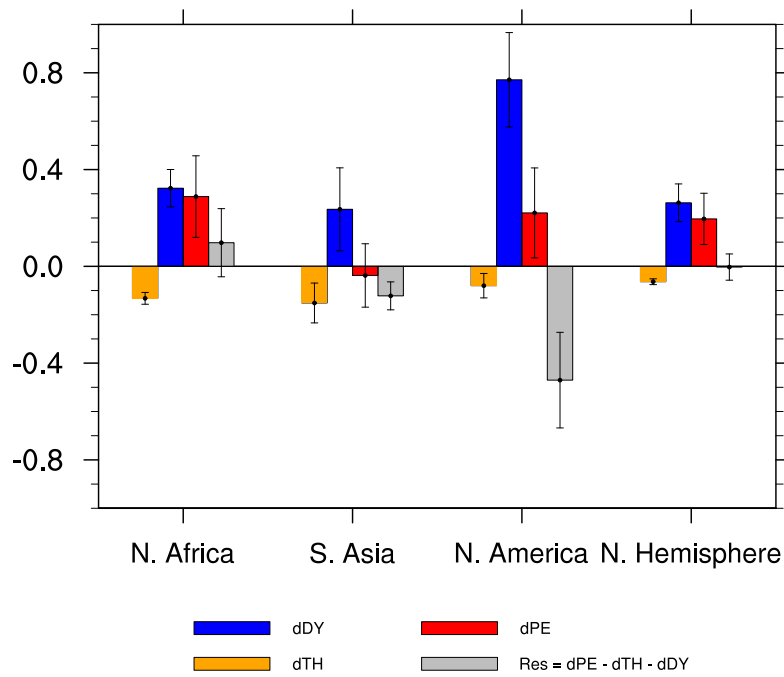 0.8
0.4
0.0
-0.4
-0.8
N. Africa S. Asia N. America N. Hemisphere
dDY dPE
dTH Res = dPE - dTH - dDY